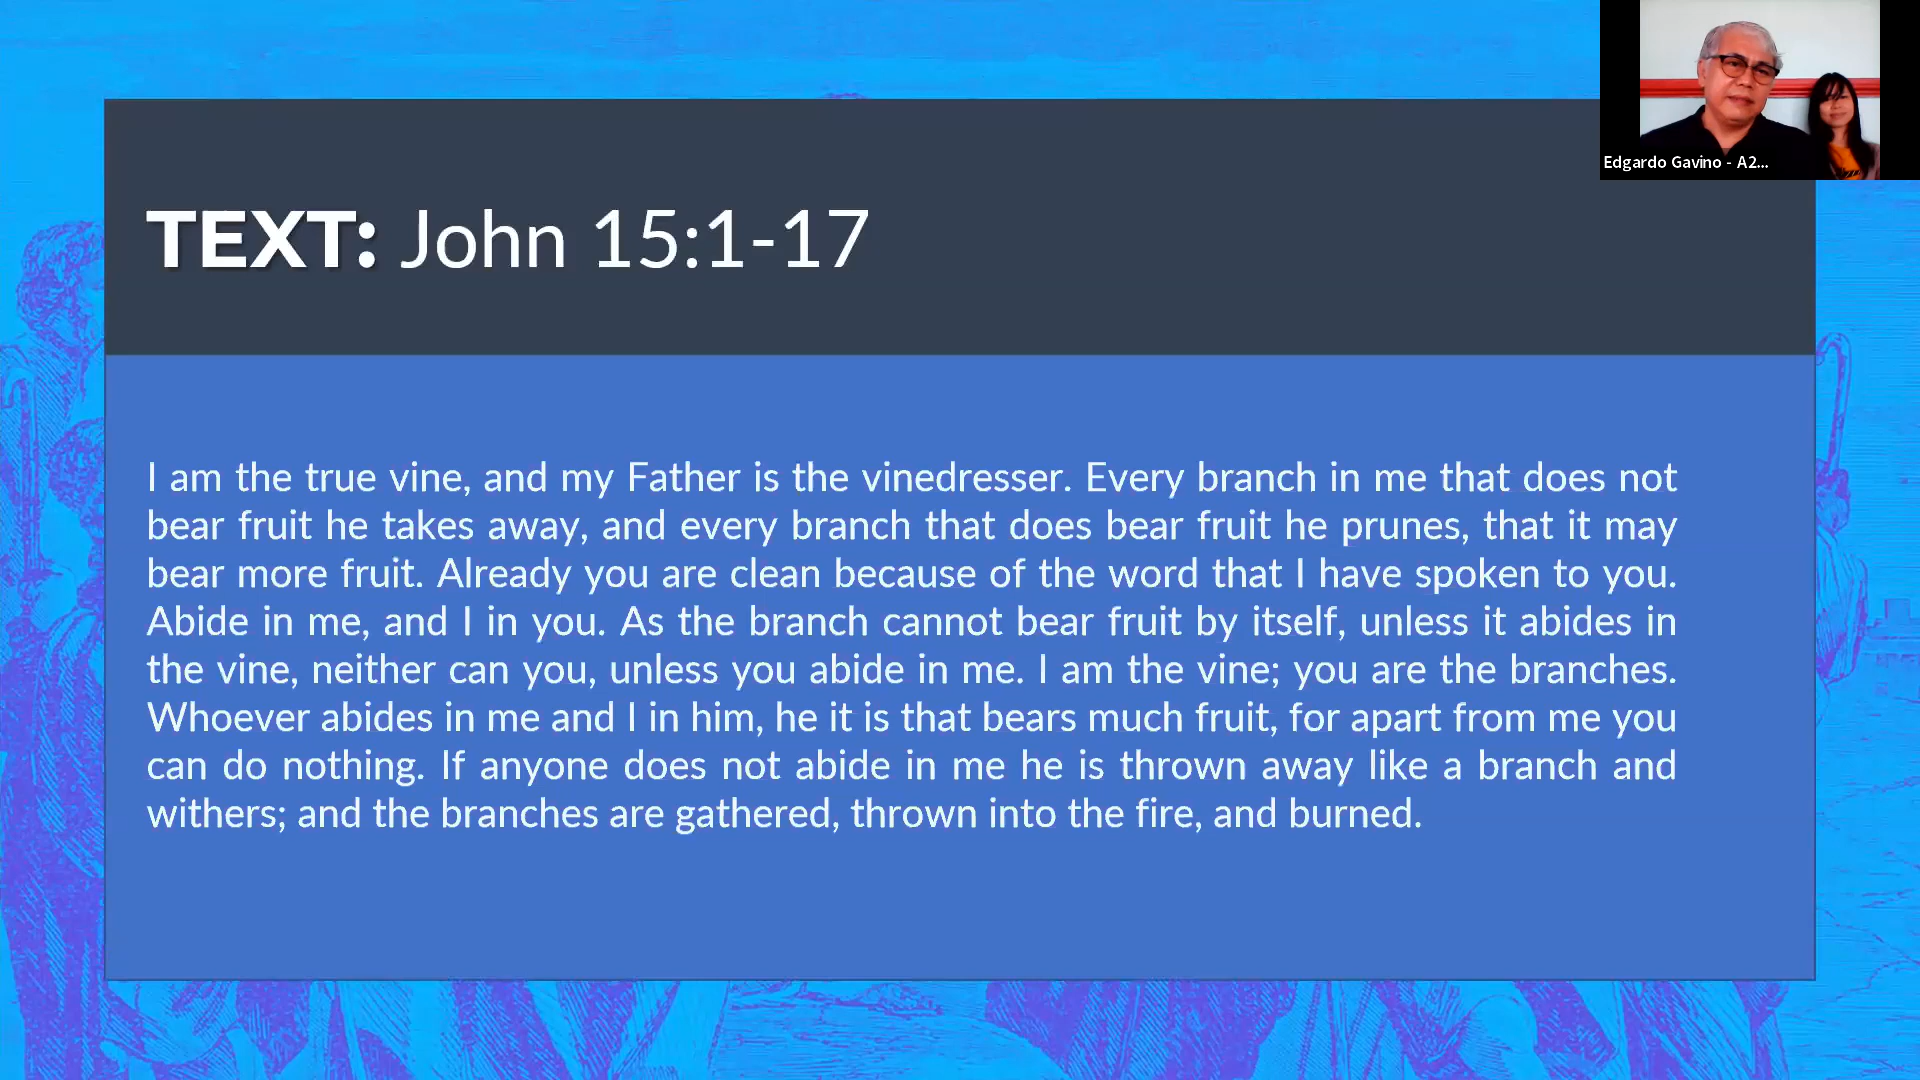 Edgardo Gavino - A2...
TEXT: John 15:1-17
I am the true vine, and my Father is the vinedresser. Every branch in me that does not
bear fruit he takes away, and every branch that does bear fruit he prunes, that it may
bear more fruit. Already you are clean because of the word that I have spoken to you.
Abide in me, and I in you. As the branch cannot bear fruit by itself, unless it abides in
the vine, neither can you, unless you abide in me. I am the vine; you are the branches.
Whoever abides in me and I in him, he it is that bears much fruit, for apart from me you
can do nothing. If anyone does not abide in me he is thrown away like a branch and
withers; and the branches are gathered, thrown into the fire, and burned.